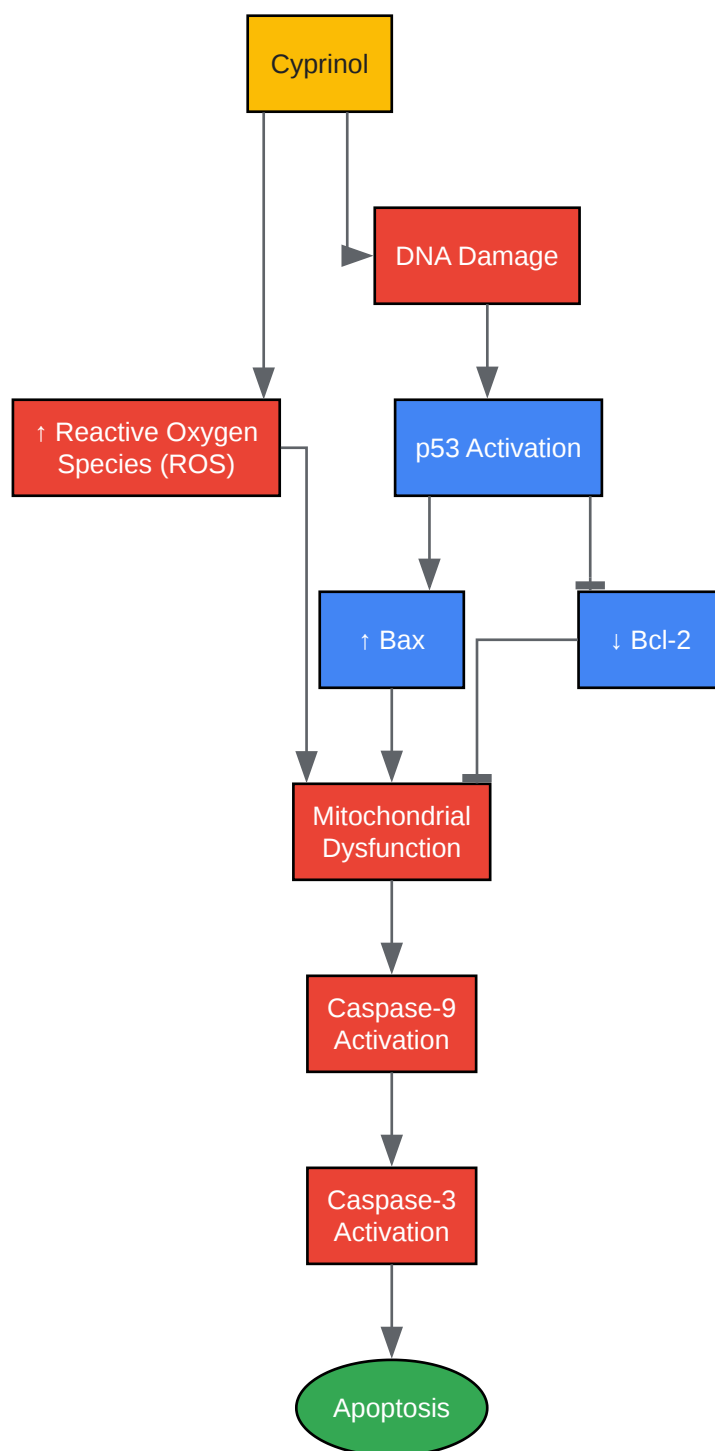 Cyprinol
DNA Damage
↑ Reactive Oxygen
Species (ROS)
p53 Activation
↑ Bax
↓ Bcl-2
Mitochondrial
Dysfunction
Caspase-9
Activation
Caspase-3
Activation
Apoptosis